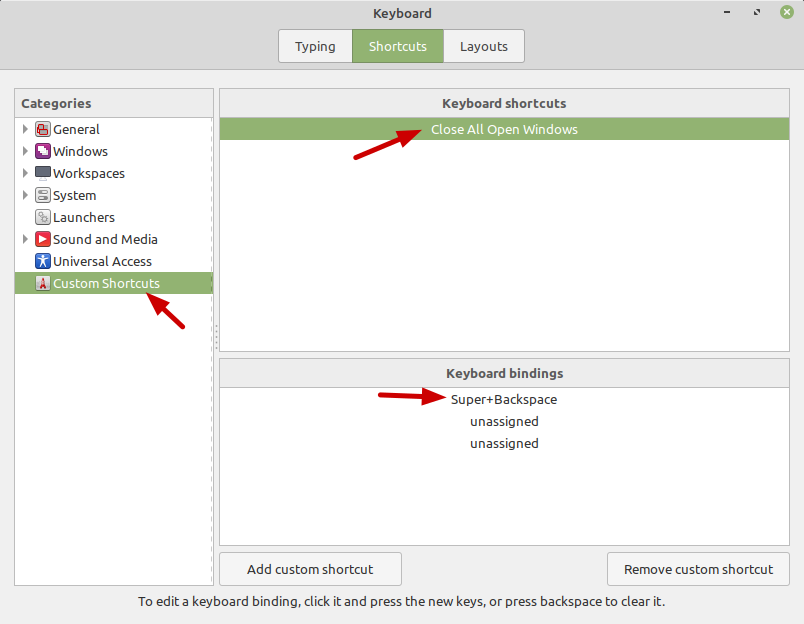 Keyboard
Typing
Shortcuts
Layouts
Categories
General
Windows
Workspaces
System
Launchers
Sound and Media
Universal Access
Custom Shortcuts
Keyboard shortcuts
Close All Open Windows
Keyboard bindings
Super+Backspace
unassigned
unassigned
Add custom shortcut
Remove custom shortcut
To edit a keyboard binding, click it and press the new keys, or press backspace to clear it.